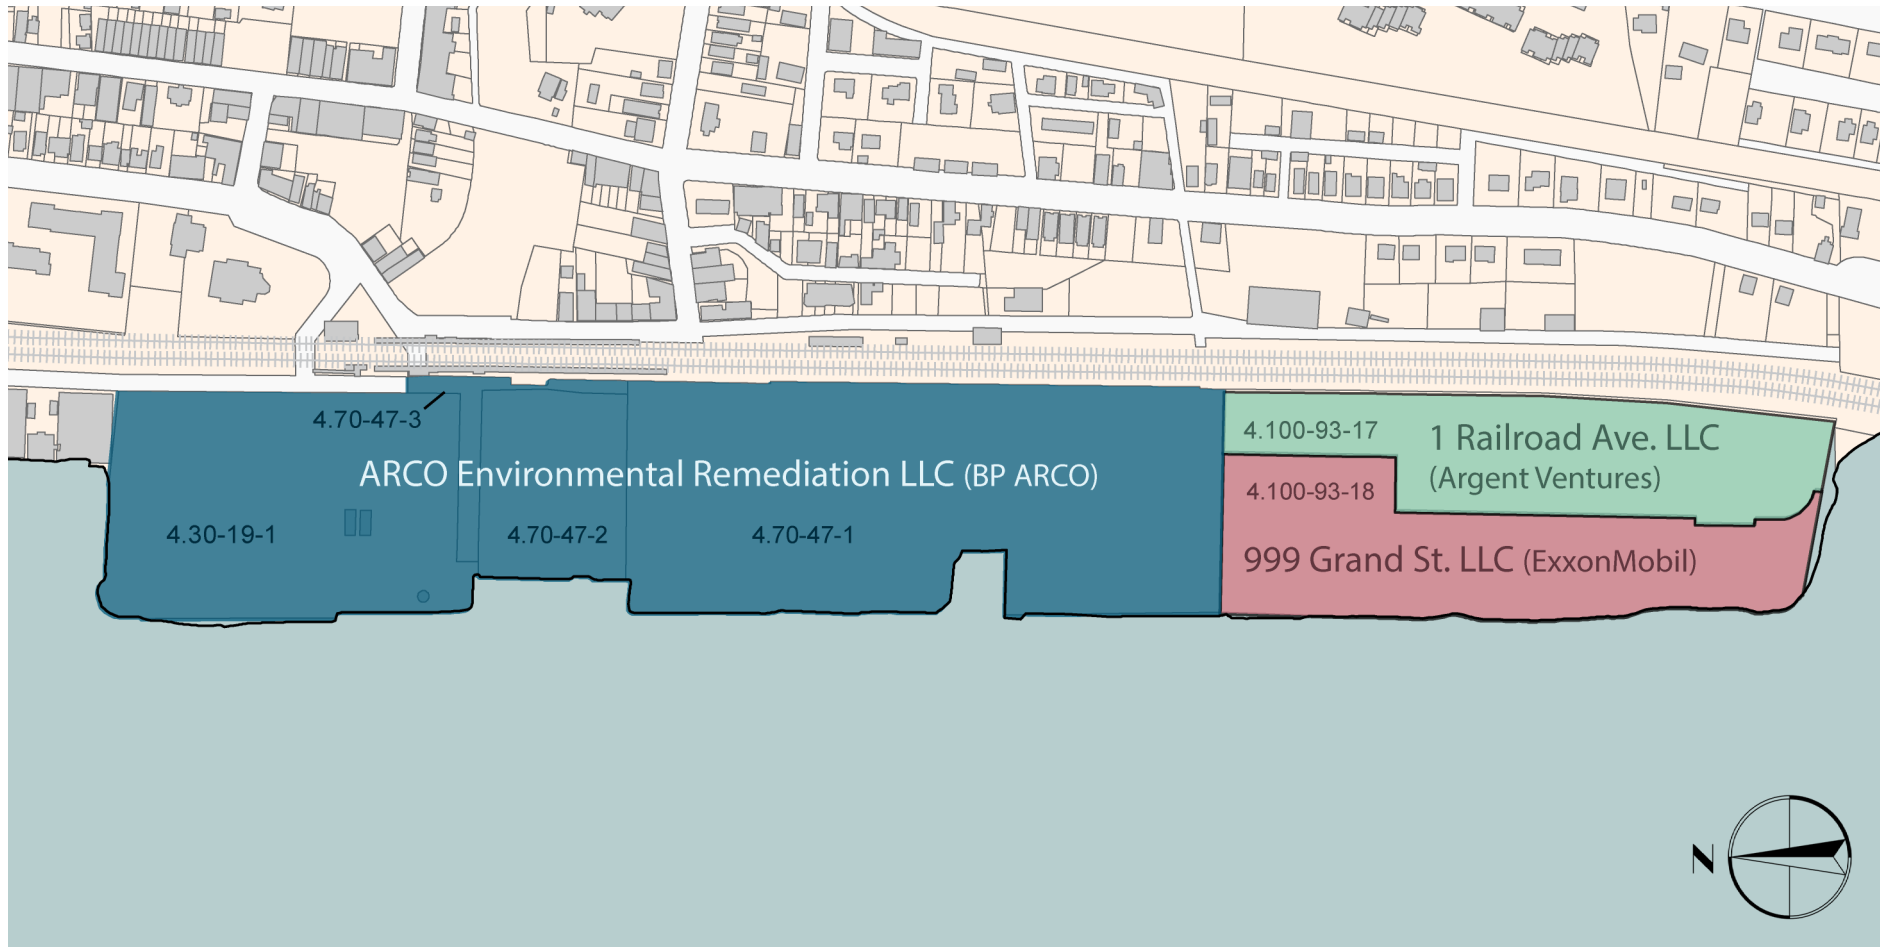 4.70-47-3
4.100-93-17
1 Railroad Ave. LLC
(Argent Ventures)
ARCO Environmental Remediation LLC (BP ARCO)
4.100-93-18
4.30-19-1
4.70-47-2
4.70-47-1
999 Grand St. LLC (ExxonMobil)
N